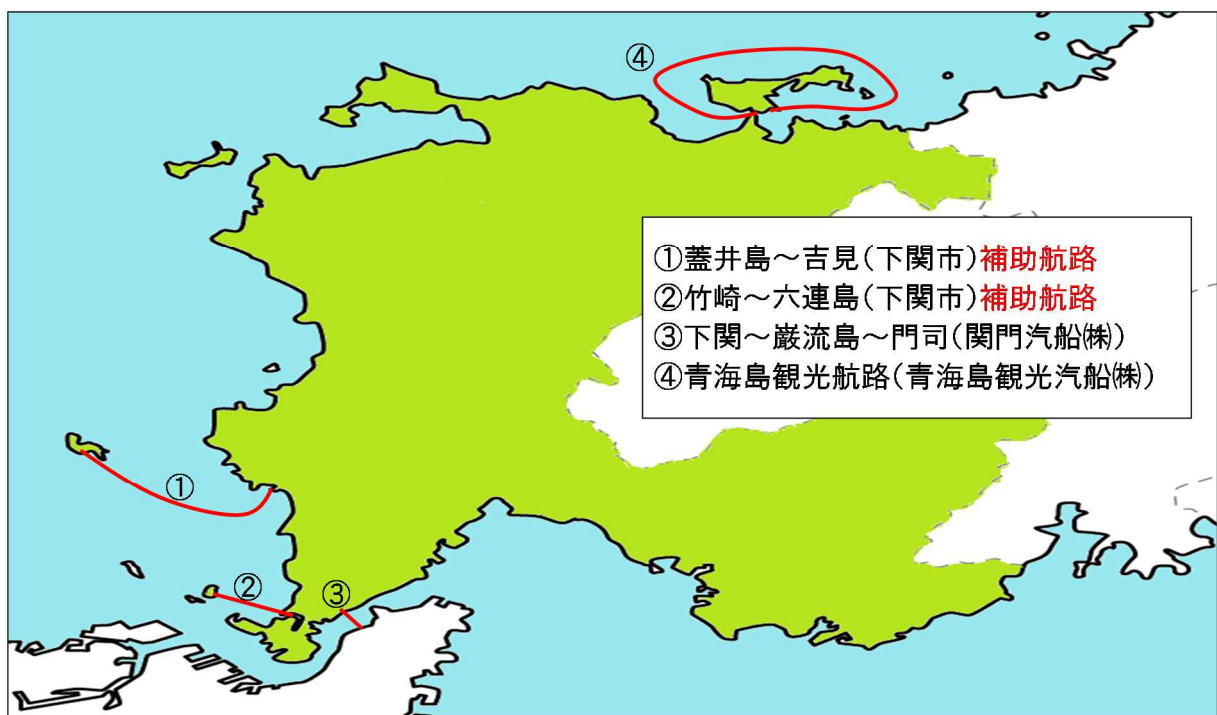 ④
①蓋井島～吉見(下関市)補助航路
②竹崎～六連島(下関市)補助航路
③下関～巌流島～門司(関門汽船㈱)
④青海島観光航路(青海島観光汽船㈱)
①
②
③